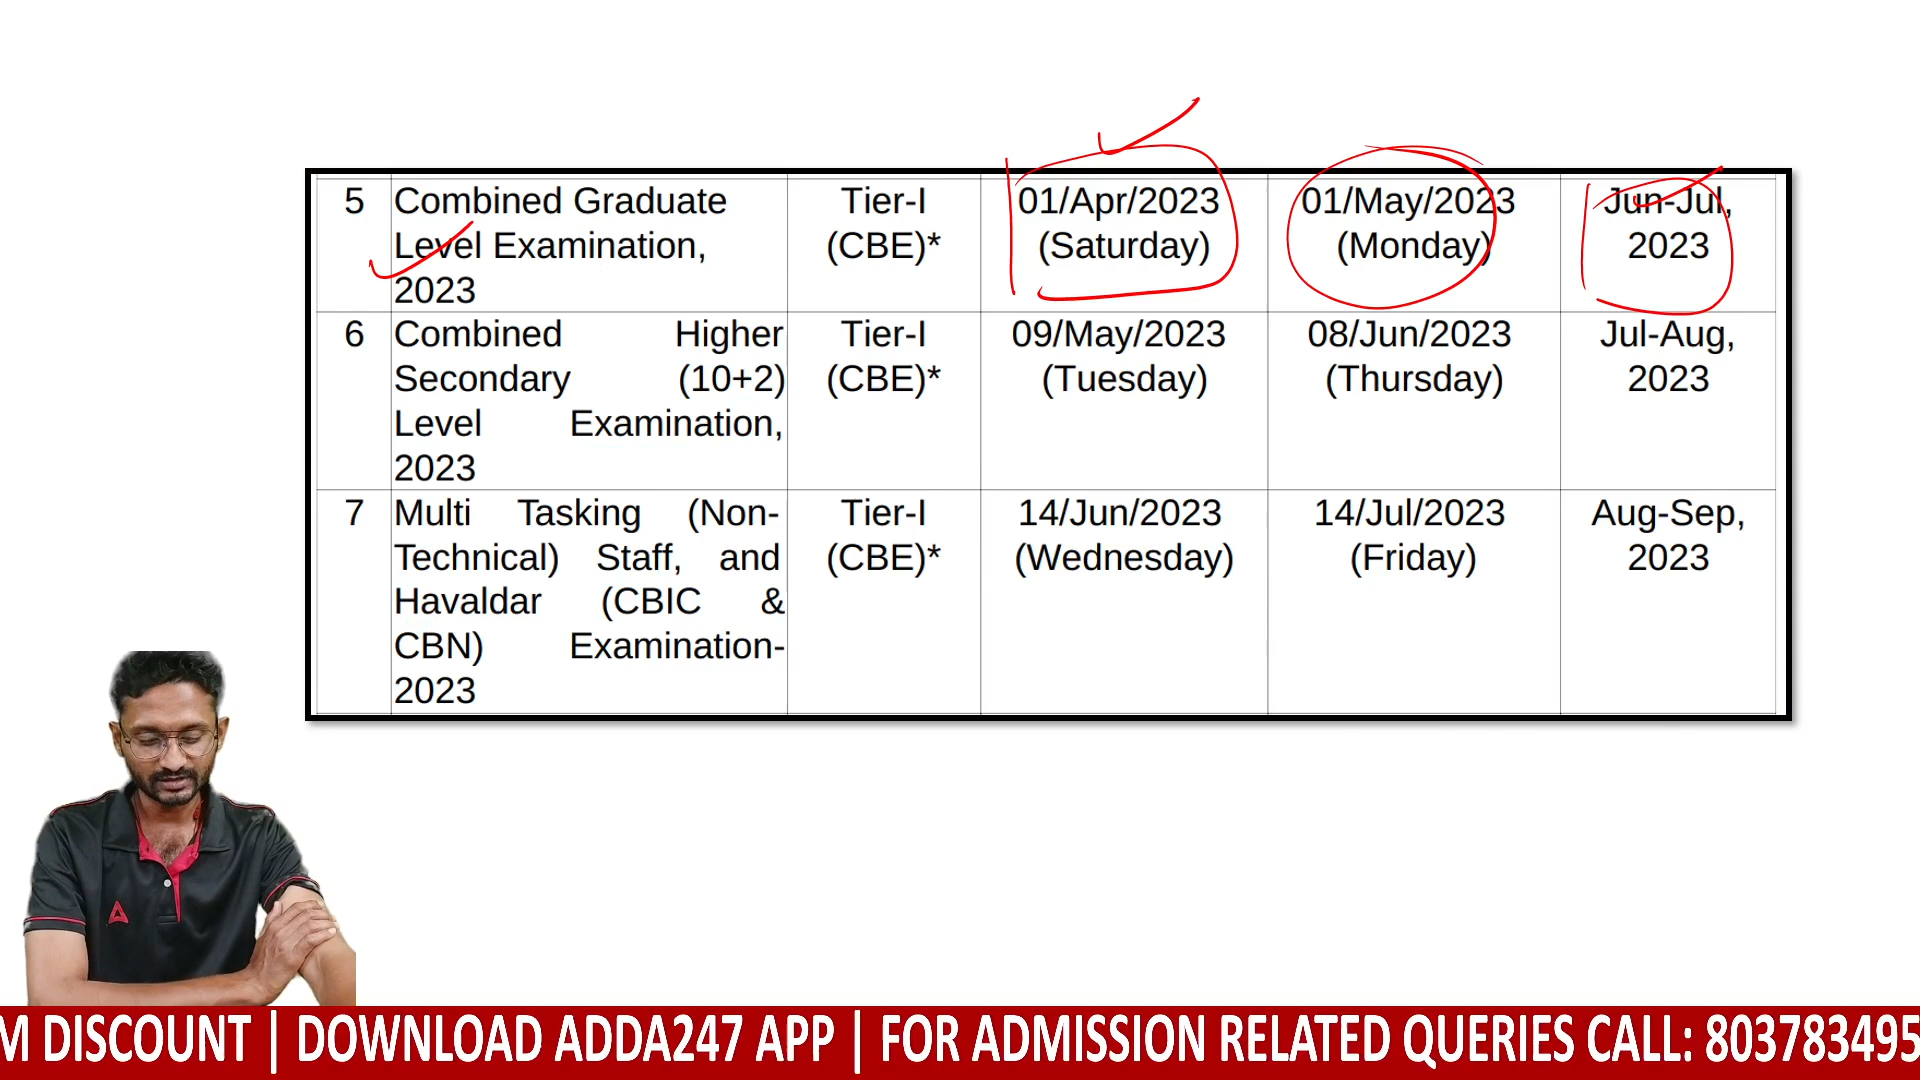 5 Combined Graduate Tier-I 01/Apr/2023 01/May/2023 Jun-Jul,
Level Examination, (CBE)* (Saturday) (Monday) 2023
2023
6 Combined Higher Tier-I 09/May/2023 08/Jun/2023 Jul-Aug,
Secondary (10+2) (CBE)* (Tuesday) (Thursday) 2023
Level Examination,
2023
7 Multi Tasking (Non- Tier-I 14/Jun/2023 14/Jul/2023 Aug-Sep,
Technical) Staff, and (CBE)* (Wednesday) (Friday) 2023
Havaldar (CBIC &
CBN) Examination-
2023
M DISCOUNT | DOWNLOAD ADDA247 APP | FOR ADMISSION RELATED QUERIES CALL: 803783495